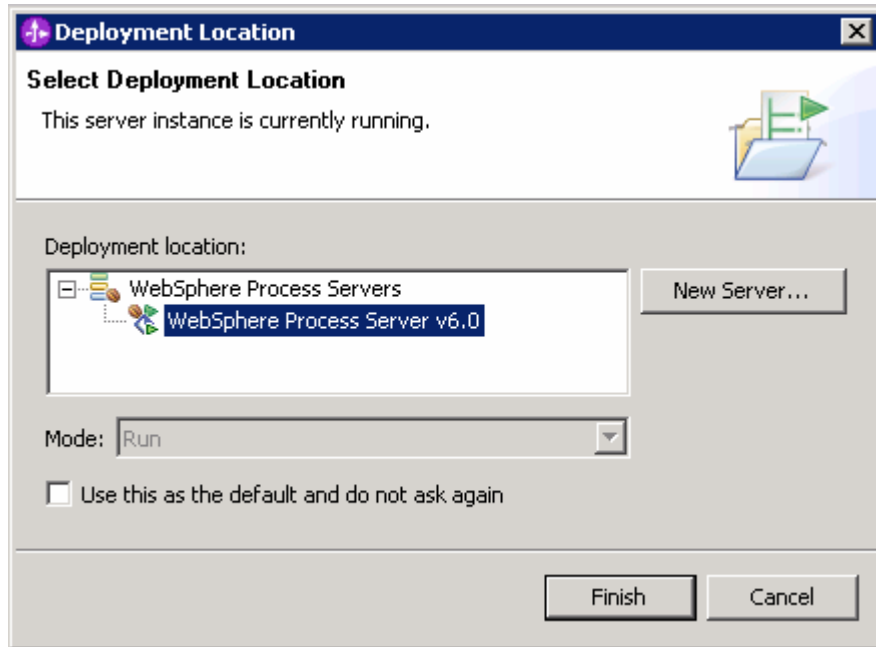 Deployment Location
Select Deployment Location
This server instance is currently running.
Deployment location:
WebSphere Process Servers
New Server...
WebSphere Process Server v6.0
Mode: Run
Use this as the default and do not ask again
Finish Cancel